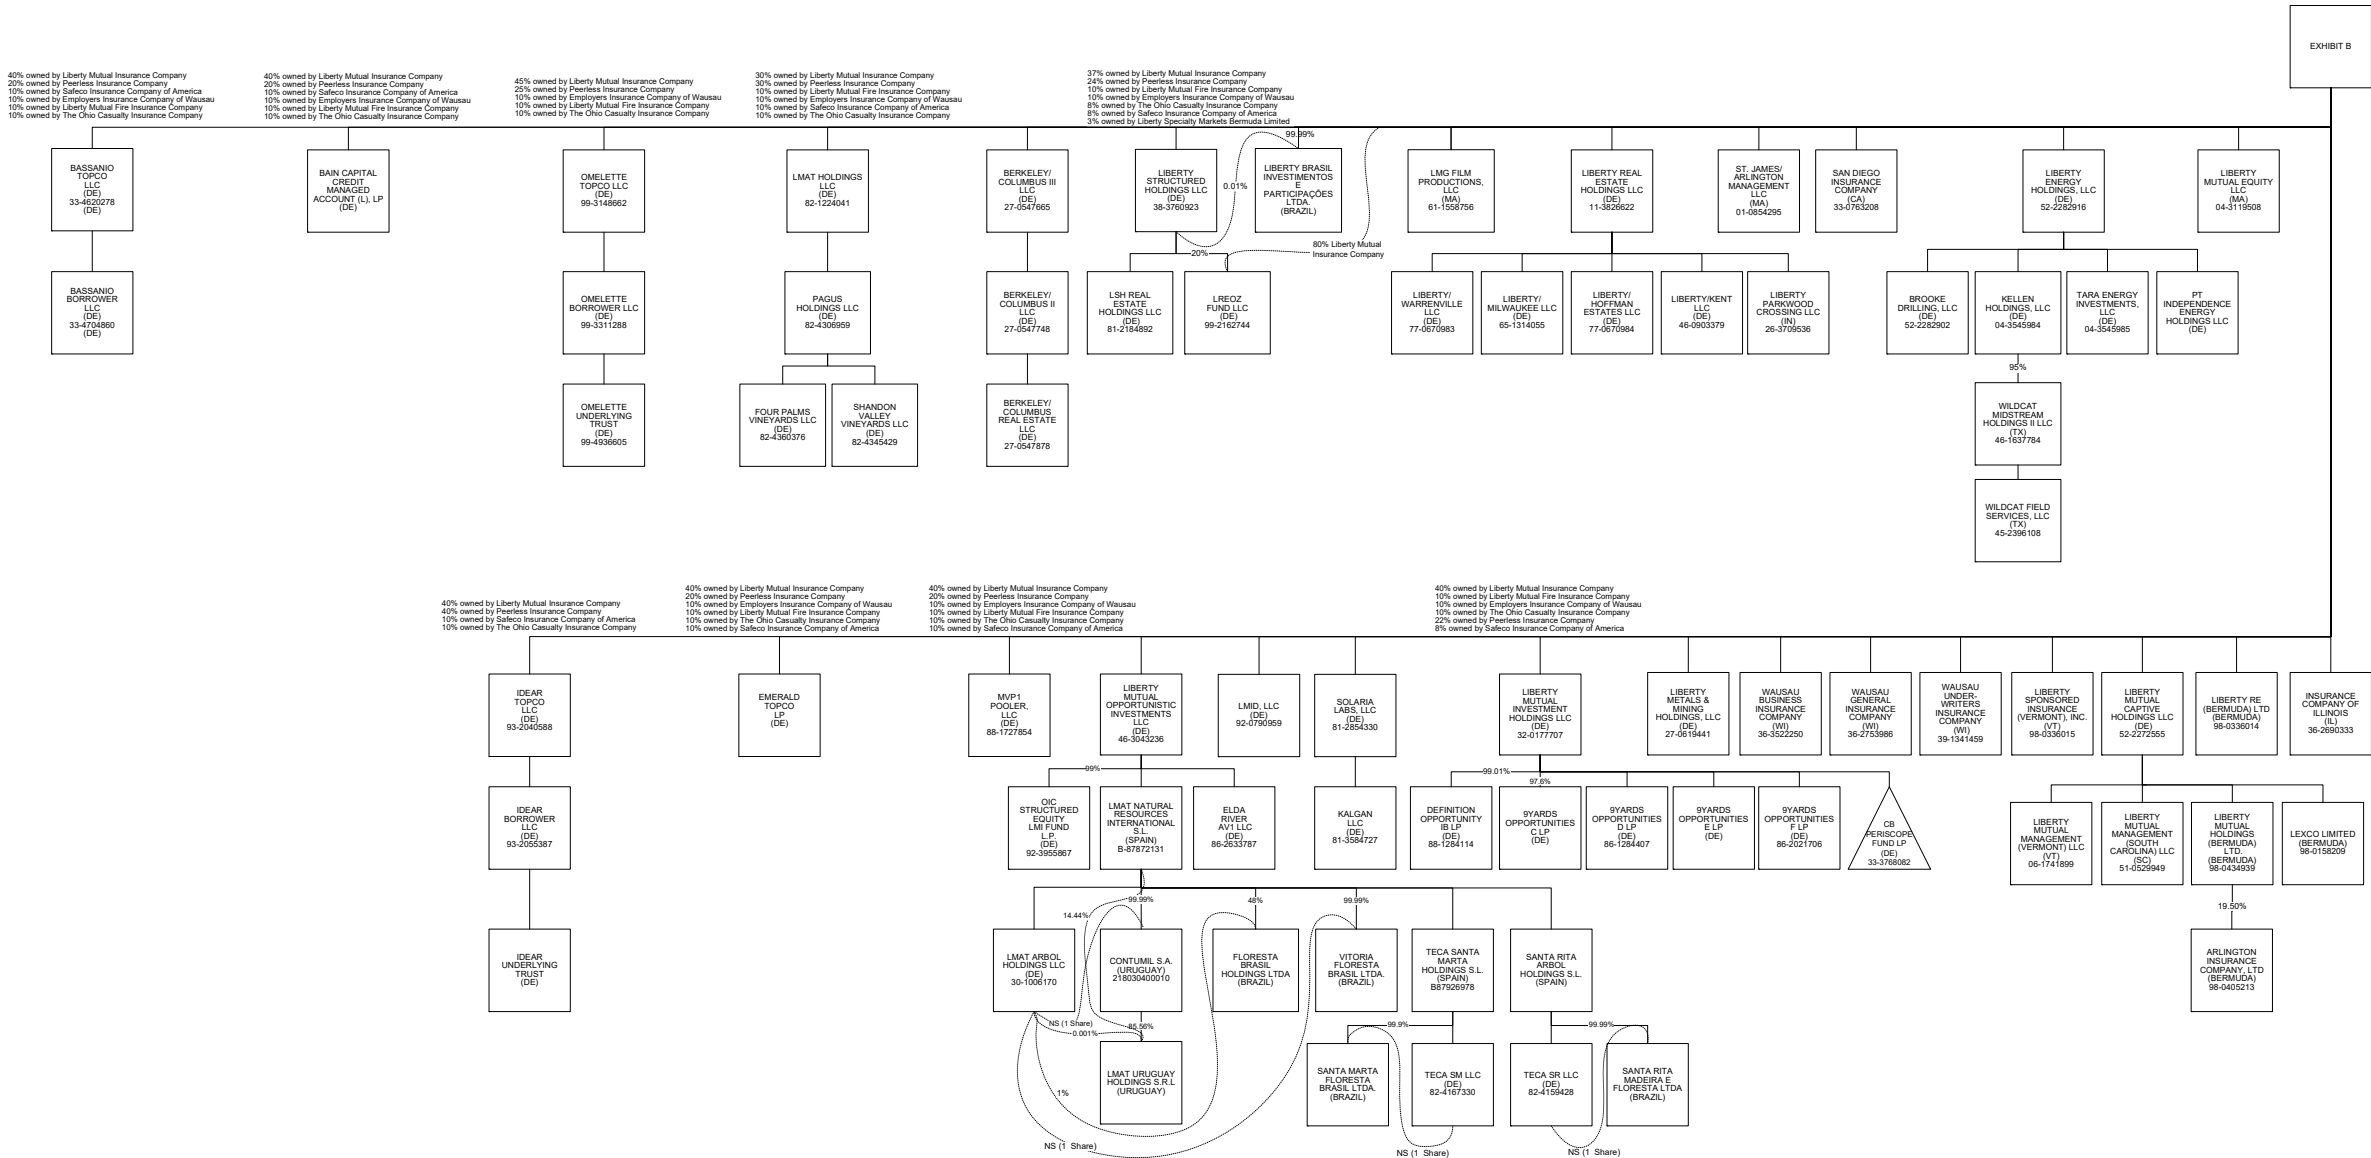 EXHIBIT B
40% owned by Liberty Mutual Insurance Company
20% owned by Peerless Insurance Company
10% owned by Safeco Insurance Company of America
10% owned by Employers Insurance Company of Wausau
10% owned by Liberty Mutual Fire Insurance Company
10% owned by The Ohio Casualty Insurance Company
40% owned by Liberty Mutual Insurance Company
20% owned by Peerless Insurance Company
10% owned by Safeco Insurance Company of America
10% owned by Employers Insurance Company of Wausau
10% owned by Liberty Mutual Fire Insurance Company
10% owned by The Ohio Casualty Insurance Company
45% owned by Liberty Mutual Insurance Company
25% owned by Peerless Insurance Company
10% owned by Employers Insurance Company of Wausau
10% owned by Liberty Mutual Fire Insurance Company
10% owned by The Ohio Casualty Insurance Company
30% owned by Liberty Mutual Insurance Company
30% owned by Peerless Insurance Company
10% owned by Liberty Mutual Fire Insurance Company
10% owned by Employers Insurance Company of Wausau
10% owned by Safeco Insurance Company of America
10% owned by The Ohio Casualty Insurance Company
37% owned by Liberty Mutual Insurance Company
24% owned by Peerless Insurance Company
10% owned by Liberty Mutual Fire Insurance Company
10% owned by Employers Insurance Company of Wausau
8% owned by The Ohio Casualty Insurance Company
8% owned by Safeco Insurance Company of America
3% owned by Liberty Specialty Markets Bermuda Limited
99.99%
BASSANIO
TOPCO
LLC
(DE)
33-4620278
(DE)
BAIN CAPITAL
CREDIT
MANAGED
ACCOUNT (L), LP
(DE)
OMELETTE
TOPCO LLC
(DE)
99-3148662
LMAT HOLDINGS
LLC
(DE)
82-1224041
BERKELEY/
COLUMBUS III
LLC
(DE)
27-0547665
LIBERTY
STRUCTURED
HOLDINGS LLC
(DE)
38-3760923
0.01%
LIBERTY BRASIL
INVESTIMENTOS
E
PARTICIPAÇÕES
LTDA.
(BRAZIL)
LMG FILM
PRODUCTIONS,
LLC
(MA)
61-1558756
LIBERTY REAL
ESTATE
HOLDINGS LLC
(DE)
11-3826622
ST. JAMES/
ARLINGTON
MANAGEMENT
LLC
(MA)
01-0854295
SAN DIEGO
INSURANCE
COMPANY
(CA)
33-0763208
LIBERTY
ENERGY
HOLDINGS, LLC
(DE)
52-2282916
LIBERTY
MUTUAL EQUITY
LLC
(MA)
04-3119508
20%
80% Liberty Mutual
Insurance Company
BASSANIO
BORROWER
LLC
(DE)
33-4704860
(DE)
OMELETTE
BORROWER LLC
(DE)
99-3311288
PAGUS
HOLDINGS LLC
(DE)
82-4306959
BERKELEY/
COLUMBUS II
LLC
(DE)
27-0547748
LSH REAL
ESTATE
HOLDINGS LLC
(DE)
81-2184892
LREOZ
FUND LLC
(DE)
99-2162744
LIBERTY/
WARRENVILLE
LLC
(DE)
77-0670983
LIBERTY/
MILWAUKEE LLC
(DE)
65-1314055
LIBERTY/
HOFFMAN
ESTATES LLC
(DE)
77-0670984
LIBERTY/KENT
LLC
(DE)
46-0903379
LIBERTY
PARKWOOD
CROSSING LLC
(IN)
26-3709536
BROOKE
DRILLING, LLC
(DE)
52-2282902
KELLEN
HOLDINGS, LLC
(DE)
04-3545984
TARA ENERGY
INVESTMENTS,
LLC
(DE)
04-3545985
PT
INDEPENDENCE
ENERGY
HOLDINGS LLC
(DE)
95%
OMELETTE
UNDERLYING
TRUST
(DE)
99-4936605
FOUR PALMS
VINEYARDS LLC
(DE)
82-4360376
SHANDON
VALLEY
VINEYARDS LLC
(DE)
82-4345429
BERKELEY/
COLUMBUS
REAL ESTATE
LLC
(DE)
27-0547878
WILDCAT
MIDSTREAM
HOLDINGS II LLC
(TX)
46-1637784
WILDCAT FIELD
SERVICES, LLC
(TX)
45-2396108
40% owned by Liberty Mutual Insurance Company
40% owned by Peerless Insurance Company
10% owned by Safeco Insurance Company of America
10% owned by The Ohio Casualty Insurance Company
40% owned by Liberty Mutual Insurance Company
20% owned by Peerless Insurance Company
10% owned by Employers Insurance Company of Wausau
10% owned by Liberty Mutual Fire Insurance Company
10% owned by The Ohio Casualty Insurance Company
10% owned by Safeco Insurance Company of America
40% owned by Liberty Mutual Insurance Company
20% owned by Peerless Insurance Company
10% owned by Employers Insurance Company of Wausau
10% owned by Liberty Mutual Fire Insurance Company
10% owned by The Ohio Casualty Insurance Company
10% owned by Safeco Insurance Company of America
40% owned by Liberty Mutual Insurance Company
10% owned by Liberty Mutual Fire Insurance Company
10% owned by Employers Insurance Company of Wausau
10% owned by The Ohio Casualty Insurance Company
22% owned by Peerless Insurance Company
8% owned by Safeco Insurance Company of America
IDEAR
TOPCO
LLC
(DE)
93-2040588
EMERALD
TOPCO
LP
(DE)
MVP1
POOLER,
LLC
(DE)
88-1727854
LIBERTY
MUTUAL
OPPORTUNISTIC
INVESTMENTS
LLC
(DE)
46-3043236
LMID, LLC
(DE)
92-0790959
SOLARIA
LABS, LLC
(DE)
81-2854330
LIBERTY
MUTUAL
INVESTMENT
HOLDINGS LLC
(DE)
32-0177707
LIBERTY
METALS &
MINING
HOLDINGS, LLC
(DE)
27-0619441
WAUSAU
BUSINESS
INSURANCE
COMPANY
(WI)
36-3522250
WAUSAU
GENERAL
INSURANCE
COMPANY
(WI)
36-2753986
WAUSAU
UNDER-
WRITERS
INSURANCE
COMPANY
(WI)
39-1341459
LIBERTY
SPONSORED
INSURANCE
(VERMONT), INC.
(VT)
98-0336015
LIBERTY
MUTUAL
CAPTIVE
HOLDINGS LLC
(DE)
52-2272555
LIBERTY RE
(BERMUDA) LTD
(BERMUDA)
98-0336014
INSURANCE
COMPANY OF
ILLINOIS
(IL)
36-2690333
99%
99.01%
97.6%
IDEAR
BORROWER
LLC
(DE)
93-2055387
OIC
STRUCTURED
EQUITY
LMI FUND
L.P.
(DE)
92-3955867
LMAT NATURAL
RESOURCES
INTERNATIONAL
S.L.
(SPAIN)
B-87872131
ELDA
RIVER
AV1 LLC
(DE)
86-2633787
KALGAN
LLC
(DE)
81-3584727
DEFINITION
OPPORTUNITY
IB LP
(DE)
88-1284114
9YARDS
OPPORTUNITIES
C LP
(DE)
9YARDS
OPPORTUNITIES
D LP
(DE)
86-1284407
9YARDS
OPPORTUNITIES
E LP
(DE)
9YARDS
OPPORTUNITIES
F LP
(DE)
86-2021706
CB
PERISCOPE
FUND LP
(DE)
33-3768082
LIBERTY
MUTUAL
MANAGEMENT
(VERMONT) LLC
(VT)
06-1741899
LIBERTY
MUTUAL
MANAGEMENT
(SOUTH
CAROLINA) LLC
(SC)
51-0529949
LIBERTY
MUTUAL
HOLDINGS
(BERMUDA)
LTD.
(BERMUDA)
98-0434939
LEXCO LIMITED
(BERMUDA)
98-0158209
14.44%
99.99%
48%
99.99%
19.50%
IDEAR
UNDERLYING
TRUST
(DE)
LMAT ARBOL
HOLDINGS LLC
(DE)
30-1006170
CONTUMIL S.A.
(URUGUAY)
218030400010
FLORESTA
BRASIL
HOLDINGS LTDA
(BRAZIL)
VITORIA
FLORESTA
BRASIL LTDA.
(BRAZIL)
TECA SANTA
MARTA
HOLDINGS S.L.
(SPAIN)
B87926978
SANTA RITA
ARBOL
HOLDINGS S.L.
(SPAIN)
ARLINGTON
INSURANCE
COMPANY, LTD
(BERMUDA)
98-0405213
NS (1 Share)
0.001%
85.56%
99.9%
99.99%
LMAT URUGUAY
HOLDINGS S.R.L
(URUGUAY)
SANTA MARTA
FLORESTA
BRASIL LTDA.
(BRAZIL)
TECA SM LLC
(DE)
82-4167330
TECA SR LLC
(DE)
82-4159428
SANTA RITA
MADEIRA E
FLORESTA LTDA
(BRAZIL)
1%
NS (1 Share)
NS (1 Share)
NS (1 Share)